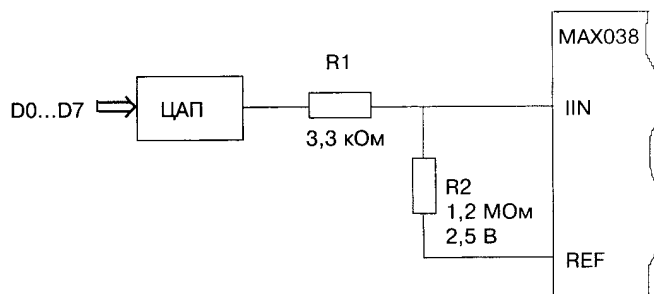 MAX038
R1
D0...D7
ЦАП
IIN
3,3 кОм
R2
1,2 МОм
2,5 В
REF